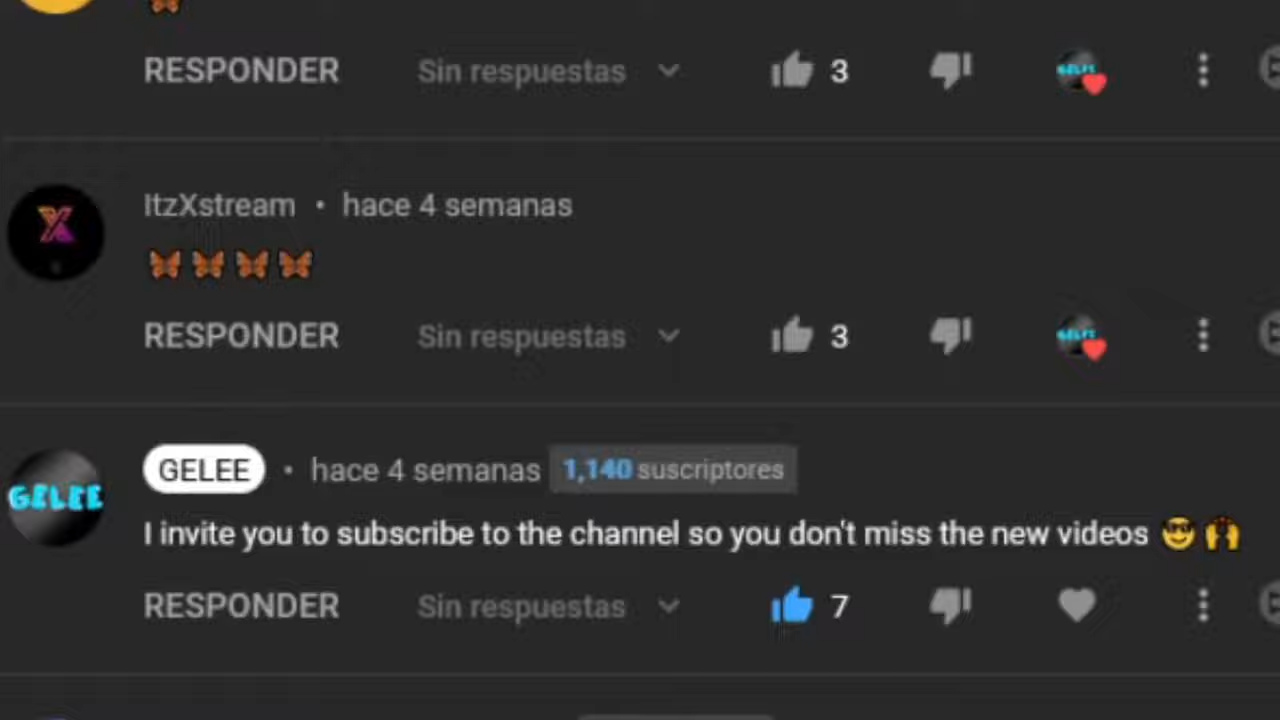 🦋
RESPONDER Sin respuestas 3
ItzXstream • hace 4 semanas
🦋🦋🦋🦋
RESPONDER Sin respuestas 3
GELEE
GELEE • hace 4 semanas 1,140 suscriptores
I invite you to subscribe to the channel so you don't miss the new videos 😎🙌
RESPONDER Sin respuestas 7